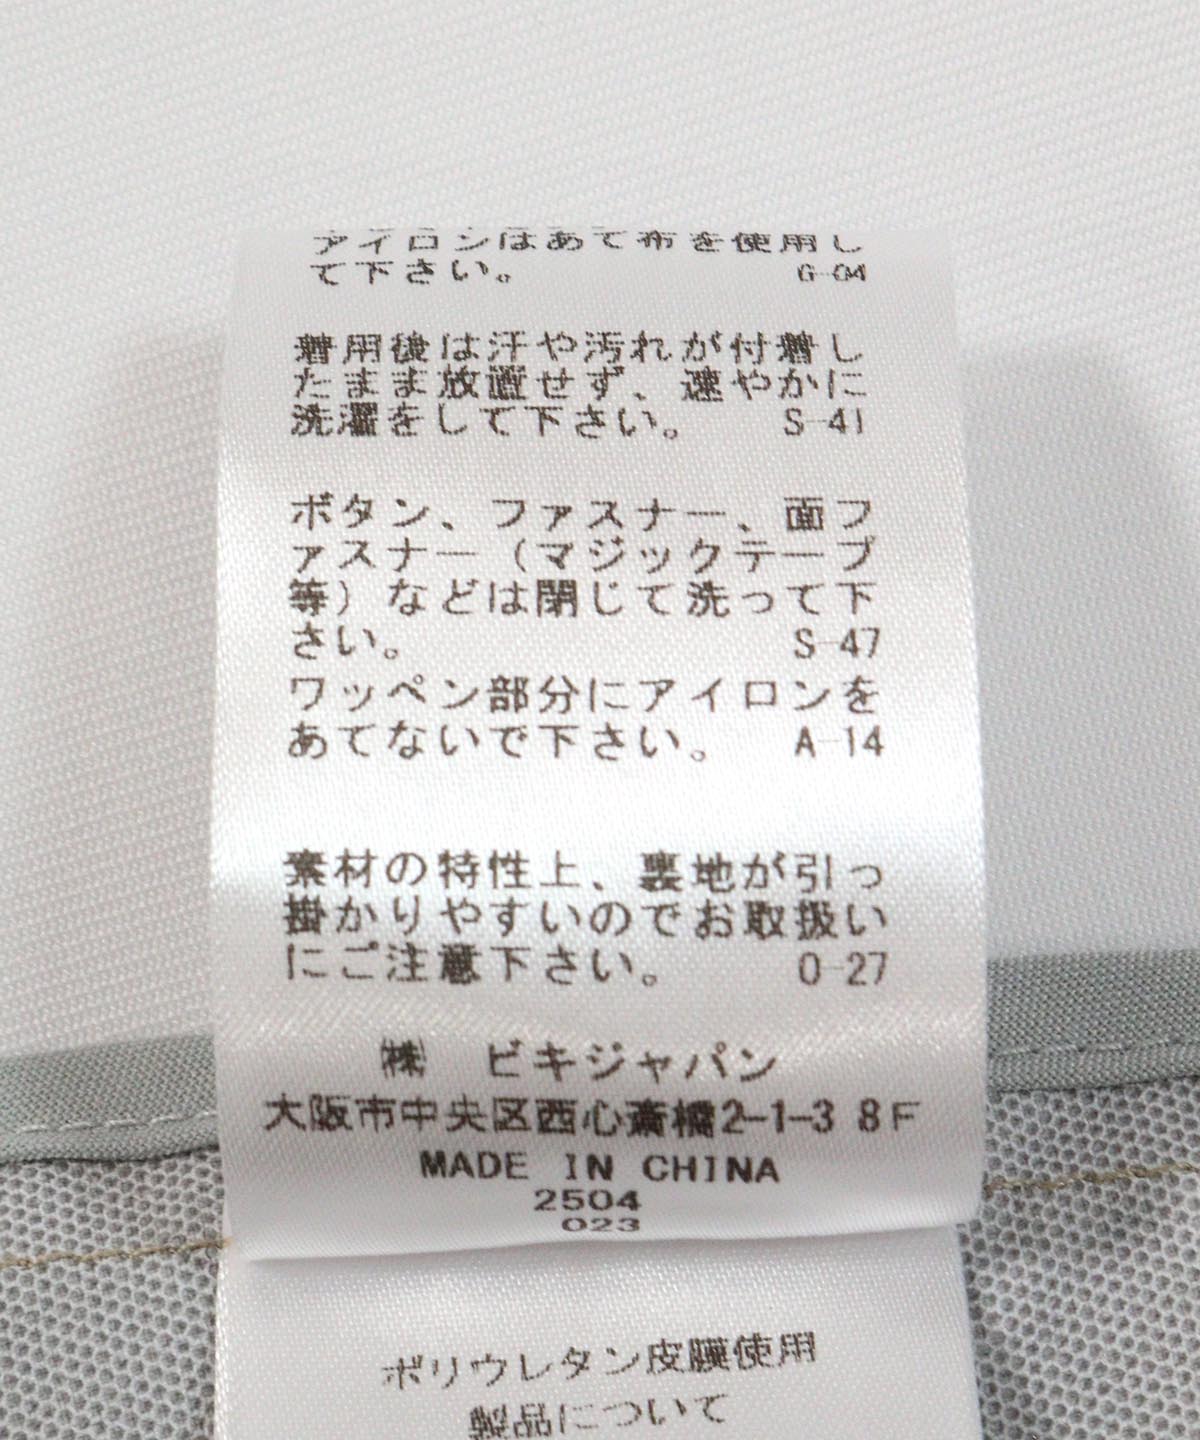 アイロンはあて布を使用し
て下さい。 G-04
着用後は汗や汚れが付着し
たまま放置せず、速やかに
洗濯をして下さい。 S-41
ボタン、ファスナー、面フ
ァスナー（マジックテープ
等）などは閉じて洗って下
さい。 S-47
ワッペン部分にアイロンを
あてないで下さい。 A-14
素材の特性上、裏地が引っ
掛かりやすいのでお取扱い
にご注意下さい。 O-27
㈱ ビキジャパン
大阪市中央区西心斎橋2-1-3 8F
MADE IN CHINA
2504
023
ポリウレタン皮膜使用
製品について